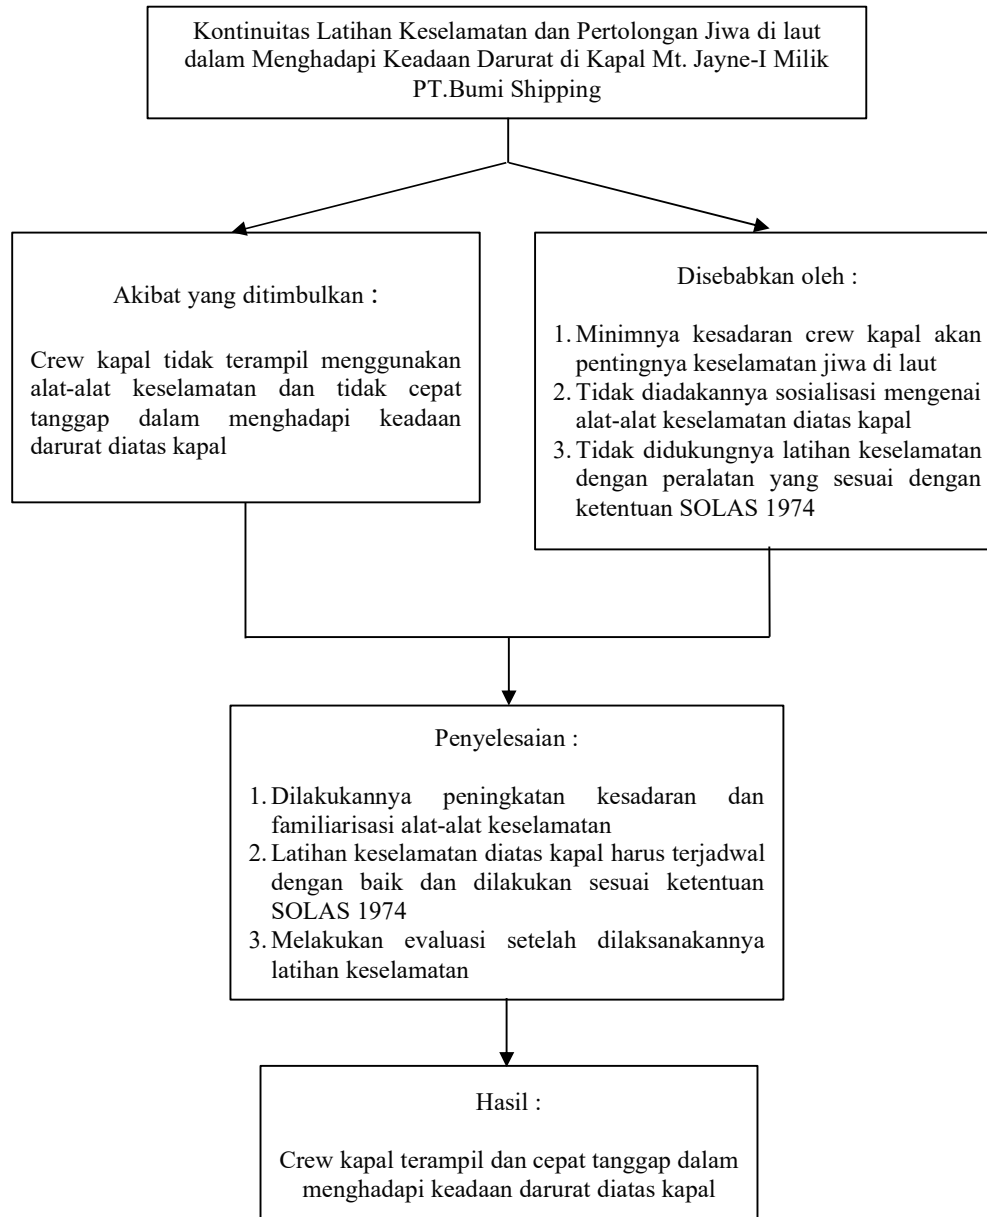 Kontinuitas Latihan Keselamatan dan Pertolongan Jiwa di laut
dalam Menghadapi Keadaan Darurat di Kapal Mt. Jayne-I Milik
PT.Bumi Shipping
Akibat yang ditimbulkan :
Crew kapal tidak terampil menggunakan
alat-alat keselamatan dan tidak cepat
tanggap dalam menghadapi keadaan
darurat diatas kapal
Disebabkan oleh :
1. Minimnya kesadaran crew kapal akan
pentingnya keselamatan jiwa di laut
2. Tidak diadakannya sosialisasi mengenai
alat-alat keselamatan diatas kapal
3. Tidak didukungnya latihan keselamatan
dengan peralatan yang sesuai dengan
ketentuan SOLAS 1974
Penyelesaian :
1. Dilakukannya peningkatan kesadaran dan
familiarisasi alat-alat keselamatan
2. Latihan keselamatan diatas kapal harus terjadwal
dengan baik dan dilakukan sesuai ketentuan
SOLAS 1974
3. Melakukan evaluasi setelah dilaksanakannya
latihan keselamatan
Hasil :
Crew kapal terampil dan cepat tanggap dalam
menghadapi keadaan darurat diatas kapal